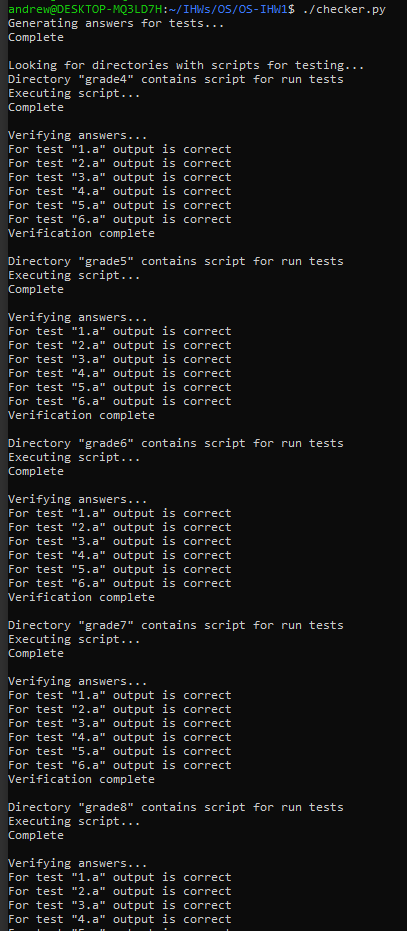 andrew@DESKTOP-MQ3LD7H:~/IHWs/OS/OS-IHW1$ ./checker.py
Generating answers for tests...
Complete
Looking for directories with scripts for testing...
Directory "grade4" contains script for run tests
Executing script...
Complete
Verifying answers...
For test "1.a" output is correct
For test "2.a" output is correct
For test "3.a" output is correct
For test "4.a" output is correct
For test "5.a" output is correct
For test "6.a" output is correct
Verification complete
Directory "grade5" contains script for run tests
Executing script...
Complete
Verifying answers...
For test "1.a" output is correct
For test "2.a" output is correct
For test "3.a" output is correct
For test "4.a" output is correct
For test "5.a" output is correct
For test "6.a" output is correct
Verification complete
Directory "grade6" contains script for run tests
Executing script...
Complete
Verifying answers...
For test "1.a" output is correct
For test "2.a" output is correct
For test "3.a" output is correct
For test "4.a" output is correct
For test "5.a" output is correct
For test "6.a" output is correct
Verification complete
Directory "grade7" contains script for run tests
Executing script...
Complete
Verifying answers...
For test "1.a" output is correct
For test "2.a" output is correct
For test "3.a" output is correct
For test "4.a" output is correct
For test "5.a" output is correct
For test "6.a" output is correct
Verification complete
Directory "grade8" contains script for run tests
Executing script...
Complete
Verifying answers...
For test "1.a" output is correct
For test "2.a" output is correct
For test "3.a" output is correct
For test "4.a" output is correct